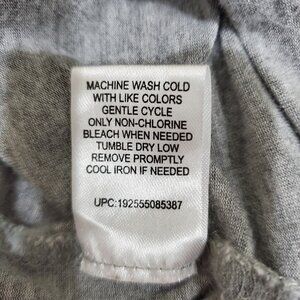 MACHINE WASH COLD
WITH LIKE COLORS
GENTLE CYCLE
ONLY NON-CHLORINE
BLEACH WHEN NEEDED
TUMBLE DRY LOW
REMOVE PROMPTLY
COOL IRON IF NEEDED
UPC:192555085387